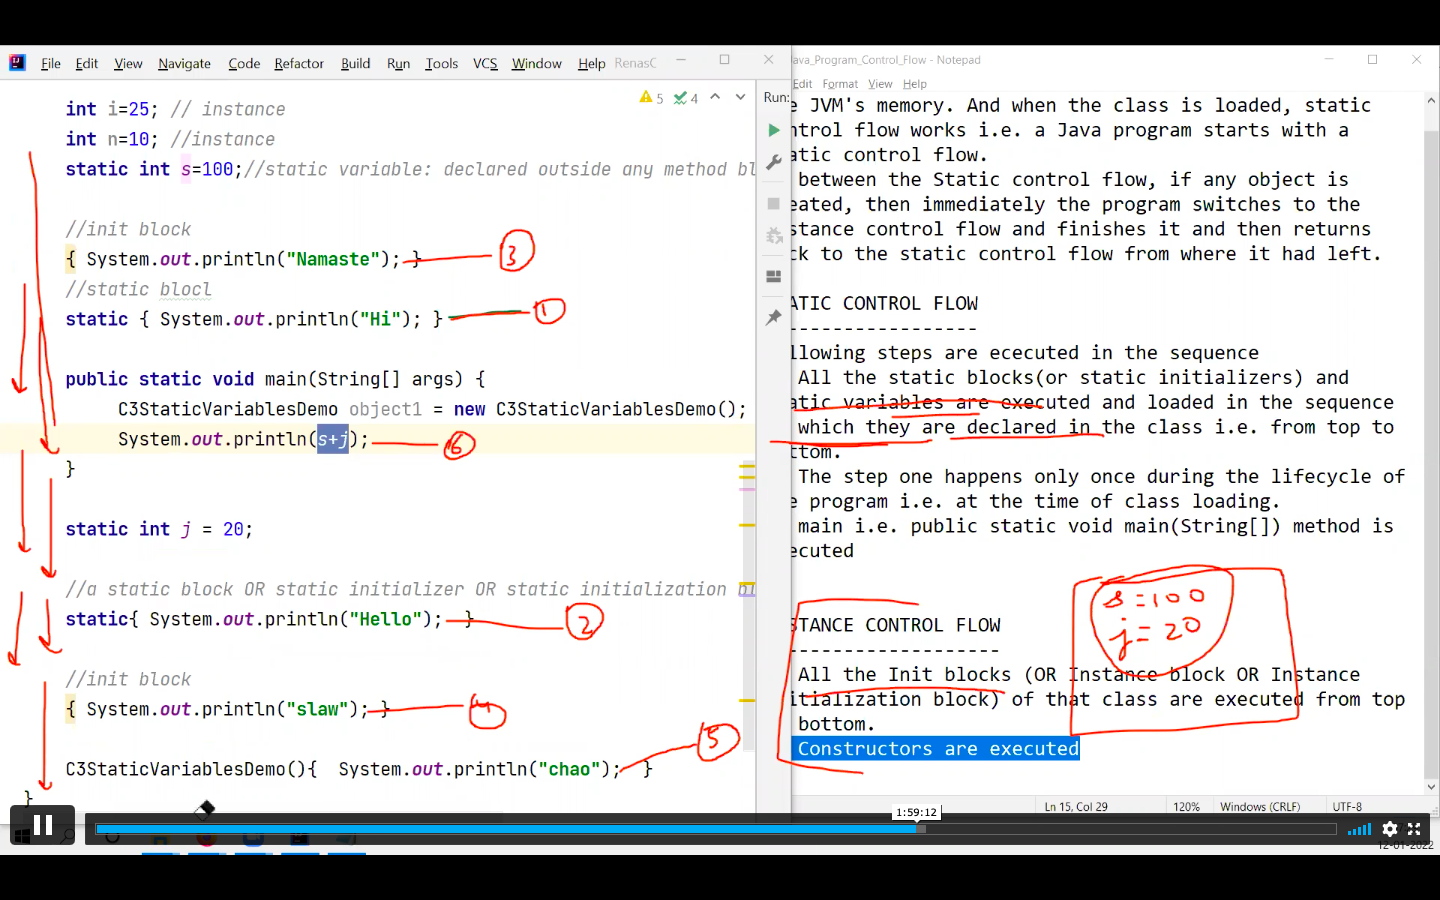 File Edit View Navigate Code Refactor Build Run Tools VCS Window Help RenasC
int i=25; // instance
int n=10; //instance
static int s=100;//static variable: declared outside any method bl
//init block
{ System.out.println("Namaste"); }
3
//static blocl
static { System.out.println("Hi"); }
1
public static void main(String[] args) {
C3StaticVariablesDemo object1 = new C3StaticVariablesDemo();
System.out.println(s+j);
6
}
static int j = 20;
//a static block OR static initializer OR static initialization bl
static{ System.out.println("Hello"); }
2
//init block
{ System.out.println("slaw"); }
4
C3StaticVariablesDemo(){ System.out.println("chao"); }
5
}
5 4
Run:
Java_Program_Control_Flow - Notepad
Edit Format View Help
e JVM's memory. And when the class is loaded, static
ntrol flow works i.e. a Java program starts with a
atic control flow.
between the Static control flow, if any object is
eated, then immediately the program switches to the
stance control flow and finishes it and then returns
ck to the static control flow from where it had left.
ATIC CONTROL FLOW
-----------------
llowing steps are ececuted in the sequence
All the static blocks(or static initializers) and
atic variables are executed and loaded in the sequence
which they are declared in the class i.e. from top to
ttom.
The step one happens only once during the lifecycle of
e program i.e. at the time of class loading.
main i.e. public static void main(String[]) method is
ecuted
s=100
j=20
STANCE CONTROL FLOW
-------------------
All the Init blocks (OR Instance block OR Instance
itialization block) of that class are executed from top
bottom.
Constructors are executed
Ln 15, Col 29 120% Windows (CRLF) UTF-8
1:59:12
12-01-2022